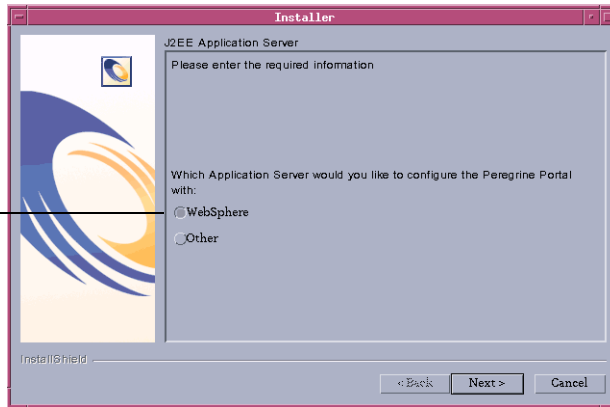 Installer
J2EE Application Server
Please enter the required information
Which Application Server would you like to configure the Peregrine Portal
with:
WebSphere
Other
InstallShield
< Back Next > Cancel